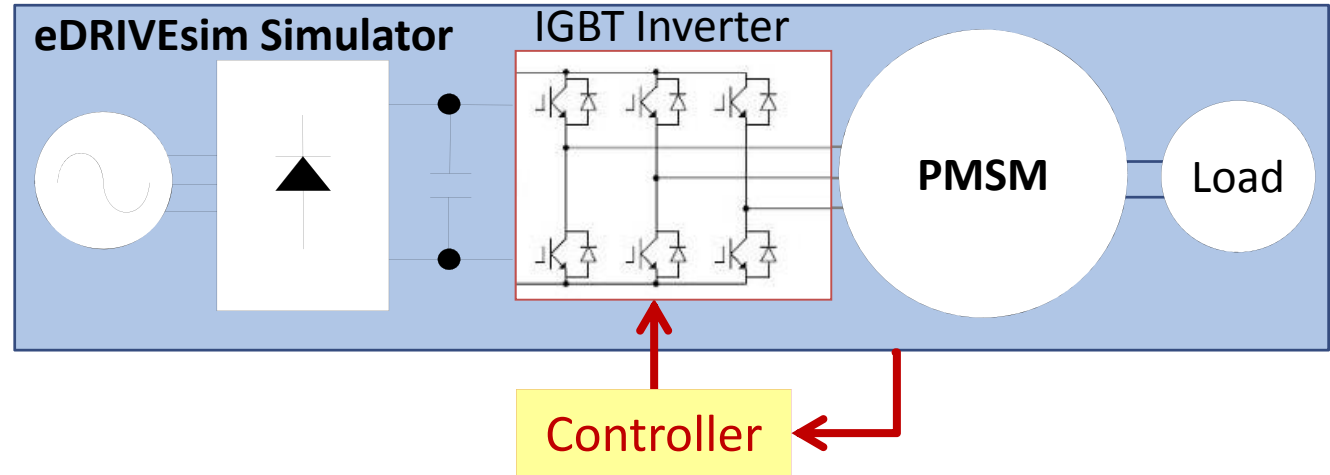 eDRIVEsim Simulator
IGBT Inverter
PMSM
Load
Controller